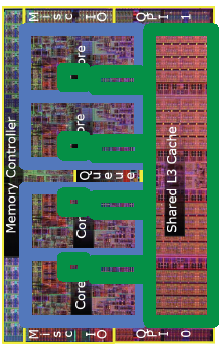 Misc IO
QPI 1
Memory Controller
Core
Core
Queue
Core
Core
Shared L3 Cache
Misc IO
QPI 0